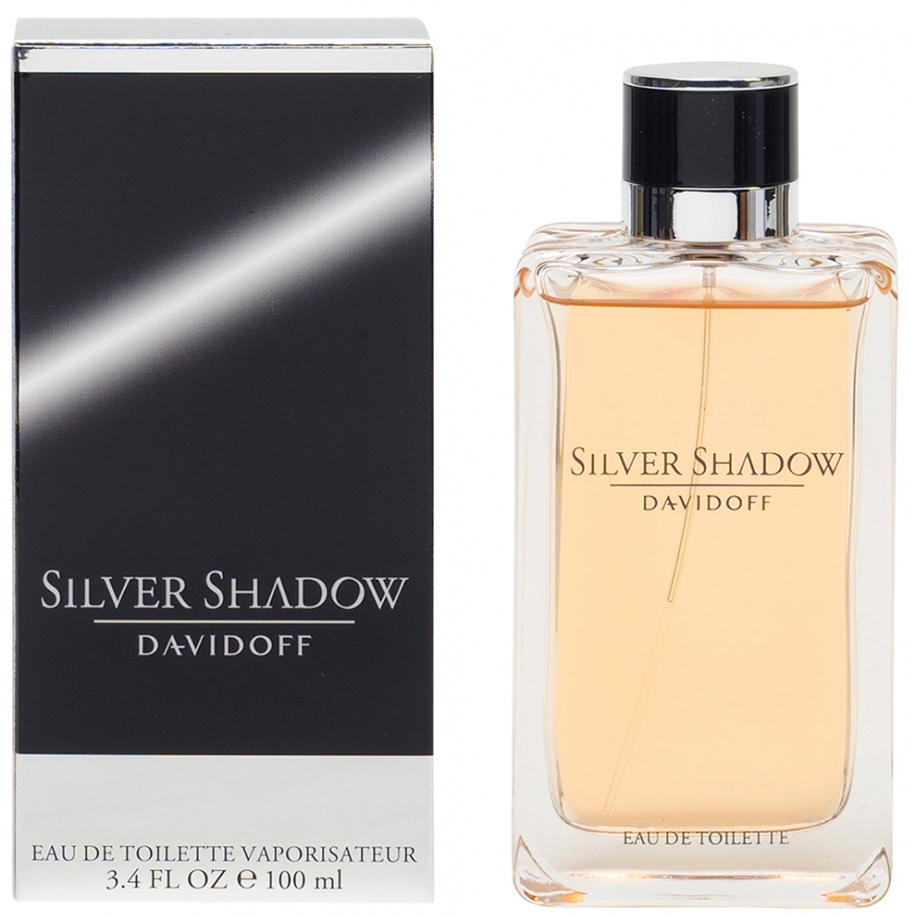 SILVER SHADOW
DAVIDOFF
EAU DE TOILETTE VAPORISATEUR
3.4 FL OZ ℮ 100 ml
SILVER SHADOW
DAVIDOFF
EAU DE TOILETTE